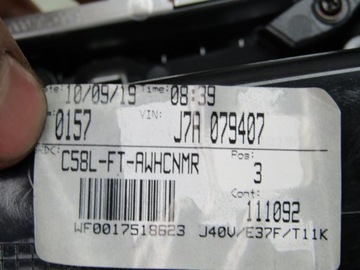 Date: 10/09/19 Time: 08:39
0157 VIN: J7A 079407
C58L-FT-AWHCNMR Pos: 3
Cont: 111092
WF0017518623 J40V/E37F/T11K